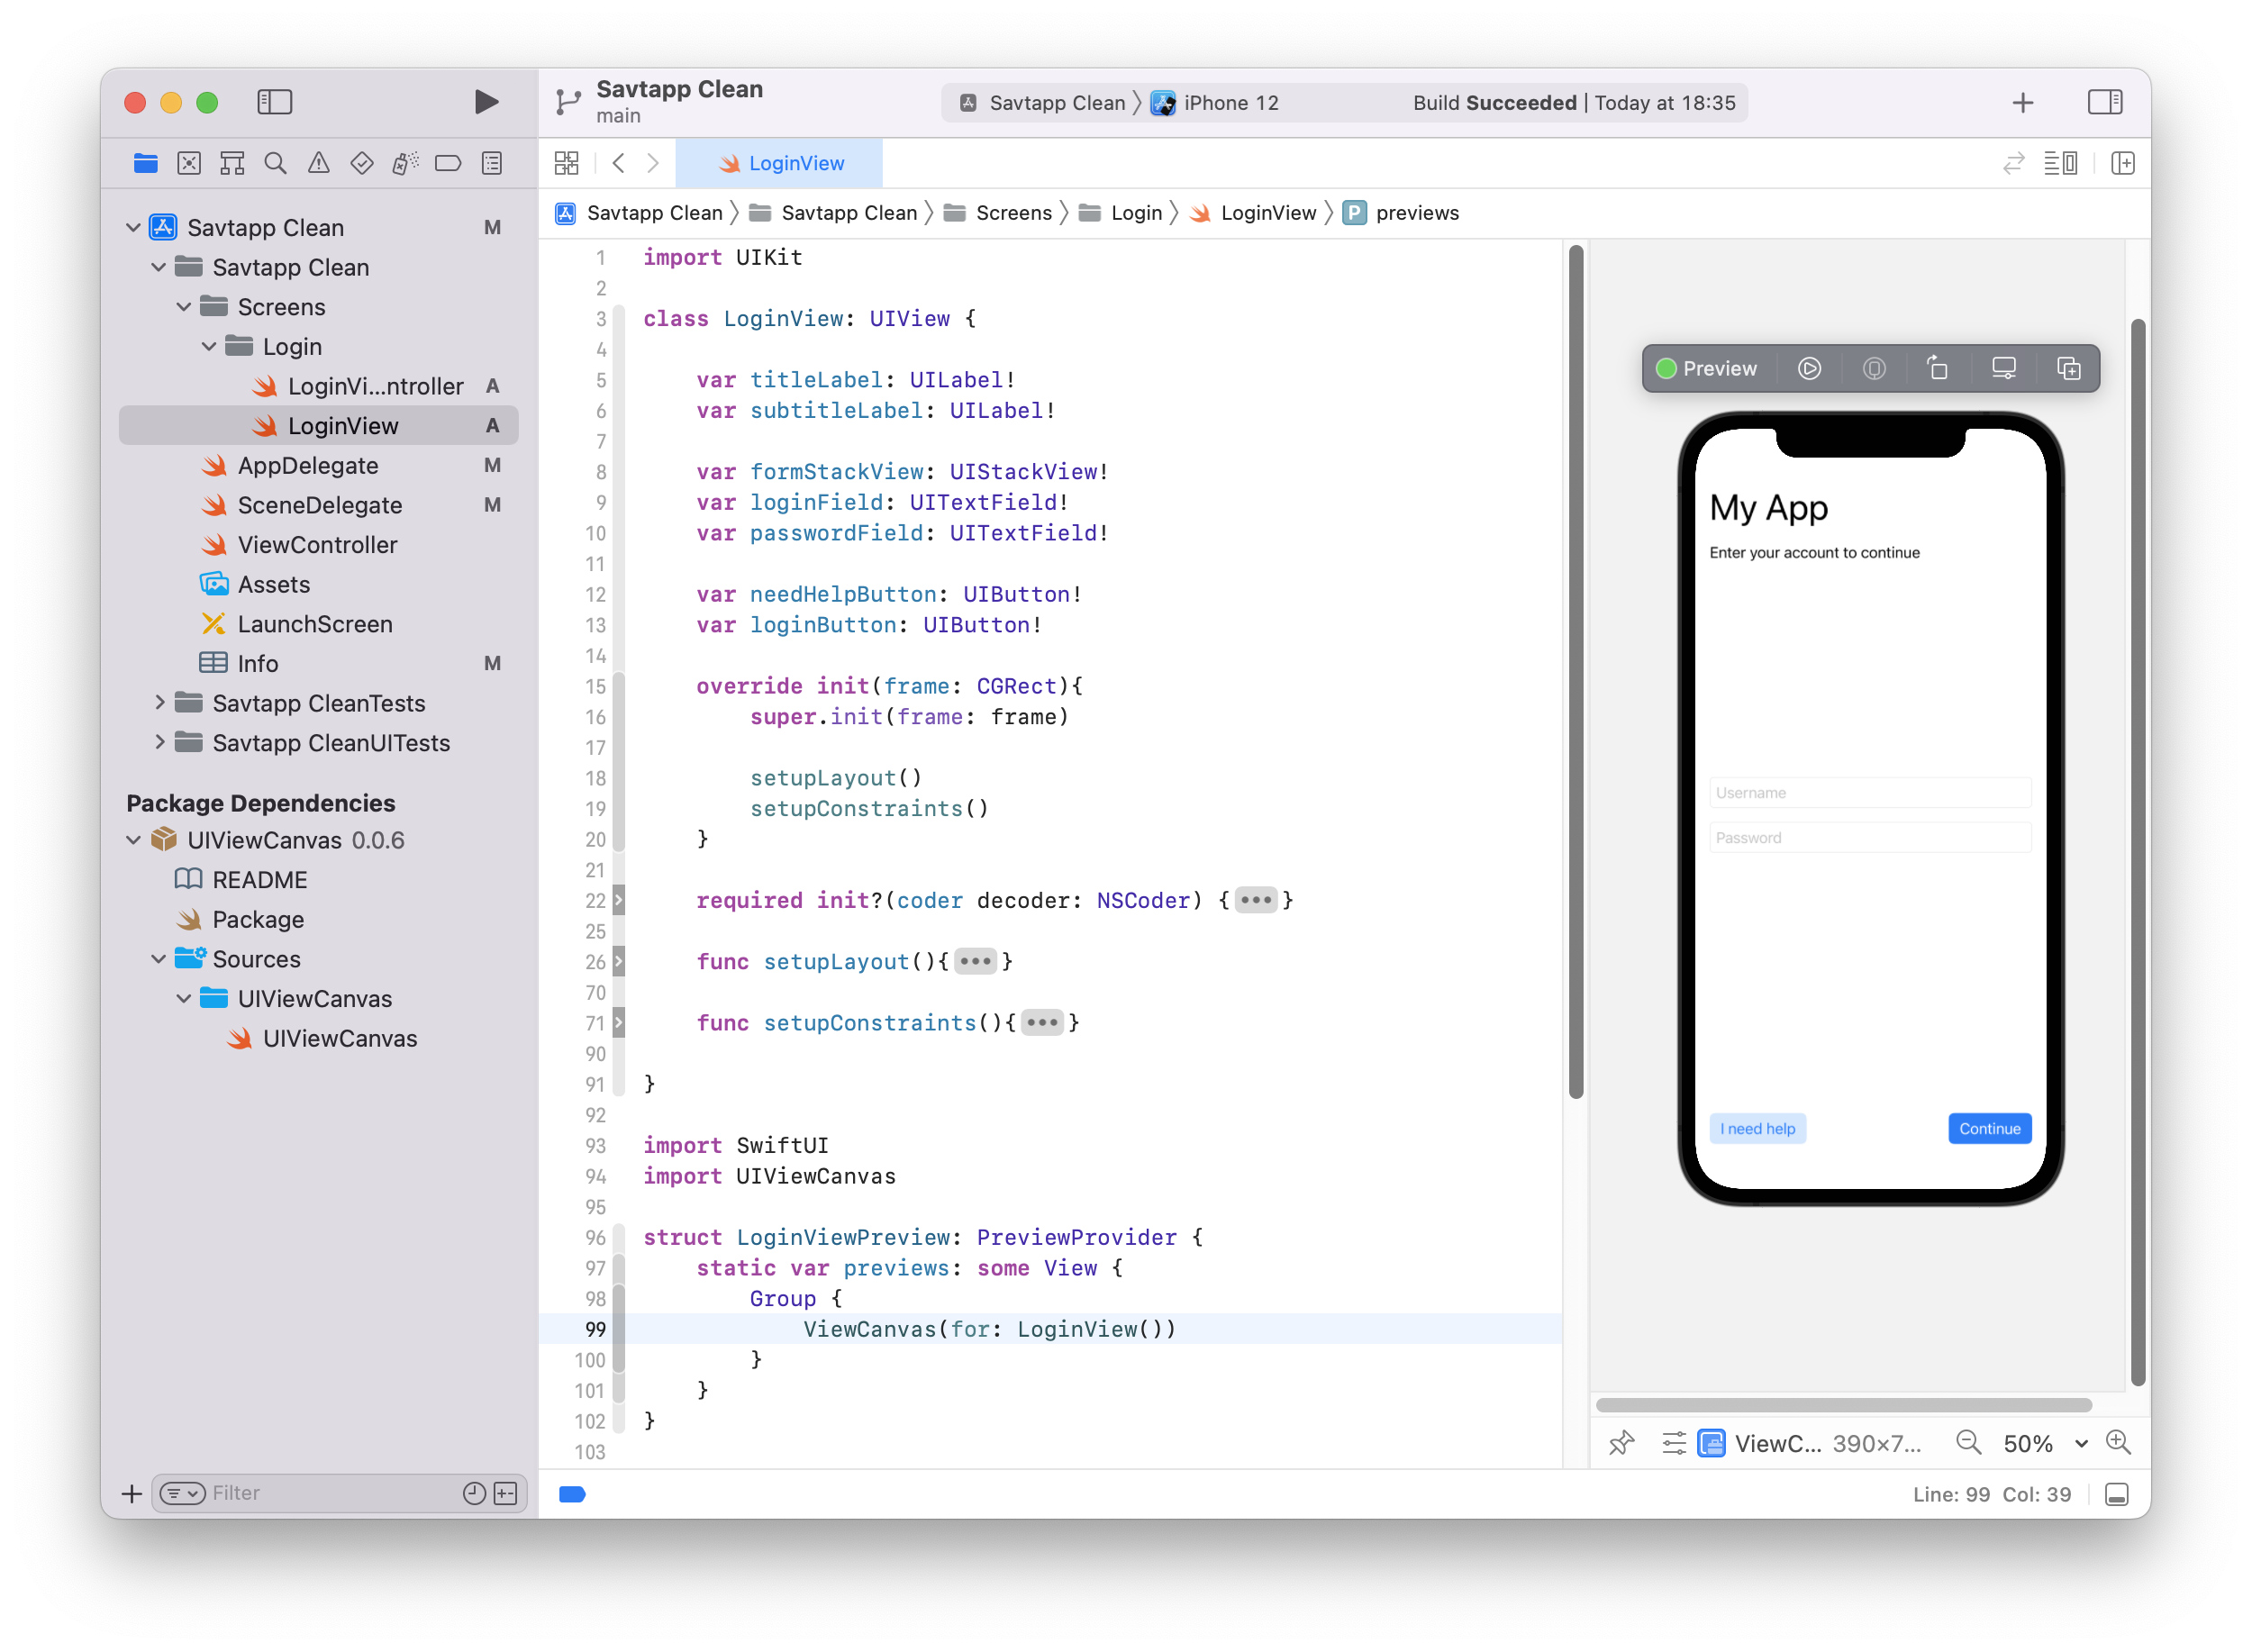 Savtapp Clean
main
Savtapp Clean
iPhone 12
Build Succeeded | Today at 18:35
LoginView
Savtapp Clean
Savtapp Clean
Screens
Login
LoginView
P
previews
Savtapp Clean M
Savtapp Clean
Screens
Login
LoginVi...ntroller A
LoginView A
AppDelegate M
SceneDelegate M
ViewController
Assets
LaunchScreen
Info M
Savtapp CleanTests
Savtapp CleanUITests
Package Dependencies
UIViewCanvas 0.0.6
README
Package
Sources
UIViewCanvas
UIViewCanvas
Filter
1 import UIKit
2
3 class LoginView: UIView {
4
5 var titleLabel: UILabel!
6 var subtitleLabel: UILabel!
7
8 var formStackView: UIStackView!
9 var loginField: UITextField!
10 var passwordField: UITextField!
11
12 var needHelpButton: UIButton!
13 var loginButton: UIButton!
14
15 override init(frame: CGRect){
16 super.init(frame: frame)
17
18 setupLayout()
19 setupConstraints()
20 }
21
22 required init?(coder decoder: NSCoder) {•••}
25
26 func setupLayout(){•••}
70
71 func setupConstraints(){•••}
90
91 }
92
93 import SwiftUI
94 import UIViewCanvas
95
96 struct LoginViewPreview: PreviewProvider {
97 static var previews: some View {
98 Group {
99 ViewCanvas(for: LoginView())
100 }
101 }
102 }
103
Preview
My App
Enter your account to continue
Username
Password
I need help
Continue
ViewC... 390×7...
50%
Line: 99 Col: 39